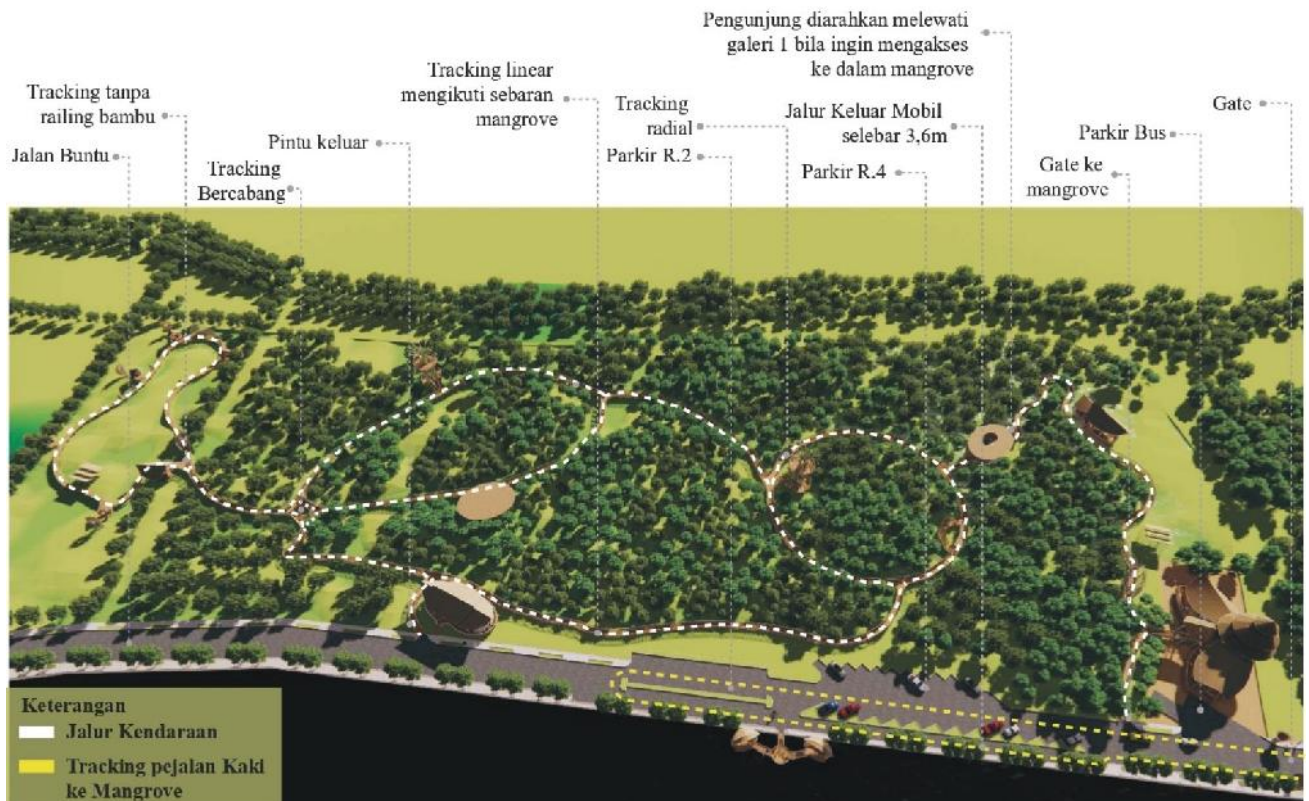 Pengunjung diarahkan melewati
galeri 1 bila ingin mengakses
ke dalam mangrove
Tracking linear
mengikuti sebaran
mangrove
Tracking tanpa
railing bambu
Tracking
radial
Jalur Keluar Mobil
selebar 3,6m
Gate
Parkir Bus
Pintu keluar
Jalan Buntu
Parkir R.2
Tracking
Bercabang
Parkir R.4
Gate ke
mangrove
Keterangan
Jalur Kendaraan
Tracking pejalan Kaki
ke Mangrove